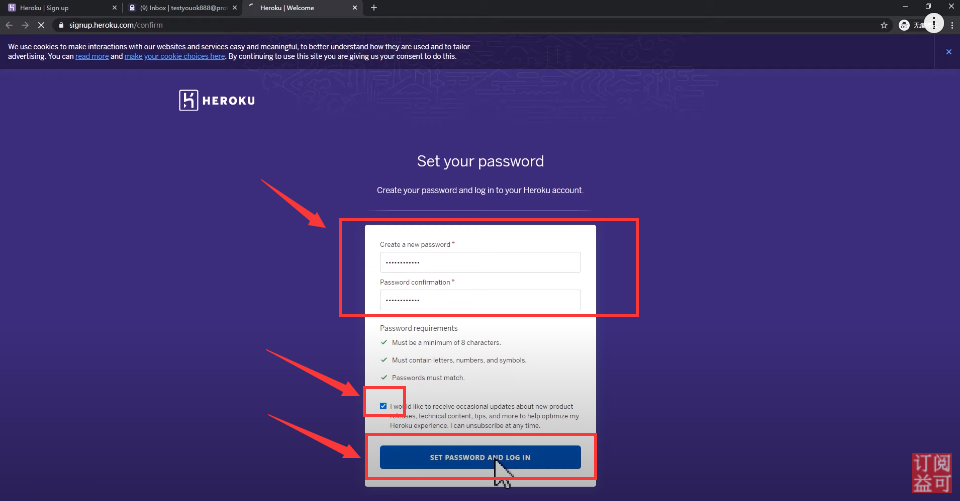 Heroku | Sign up
(9) Inbox | testyouok888@pro
Heroku | Welcome
signup.heroku.com/confirm
We use cookies to make interactions with our websites and services easy and meaningful, to better understand how they are used and to tailor
advertising. You can read more and make your cookie choices here. By continuing to use this site you are giving us your consent to do this.
HEROKU
Set your password
Create your password and log in to your Heroku account.
Create a new password *
Password confirmation *
Password requirements
Must be a minimum of 8 characters.
Must contain letters, numbers, and symbols.
Passwords must match.
I would like to receive occasional updates about new product
releases, technical content, tips, and more to help optimize my
Heroku experience. I can unsubscribe at any time.
SET PASSWORD AND LOG IN
订阅
益可